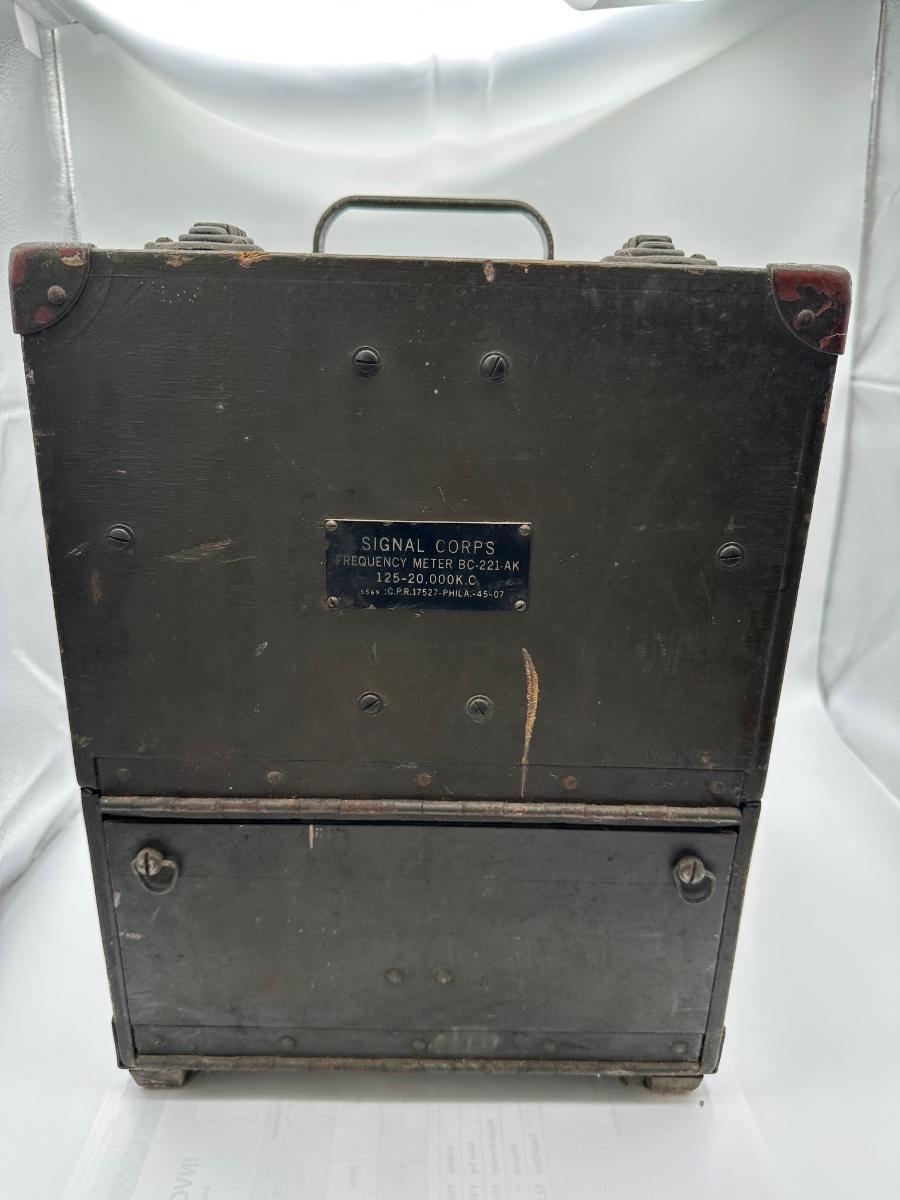 SIGNAL CORPS
FREQUENCY METER BC-221-AK
125-20.000K.C.
5569 :C.P.R.17527-PHILA.-45-07